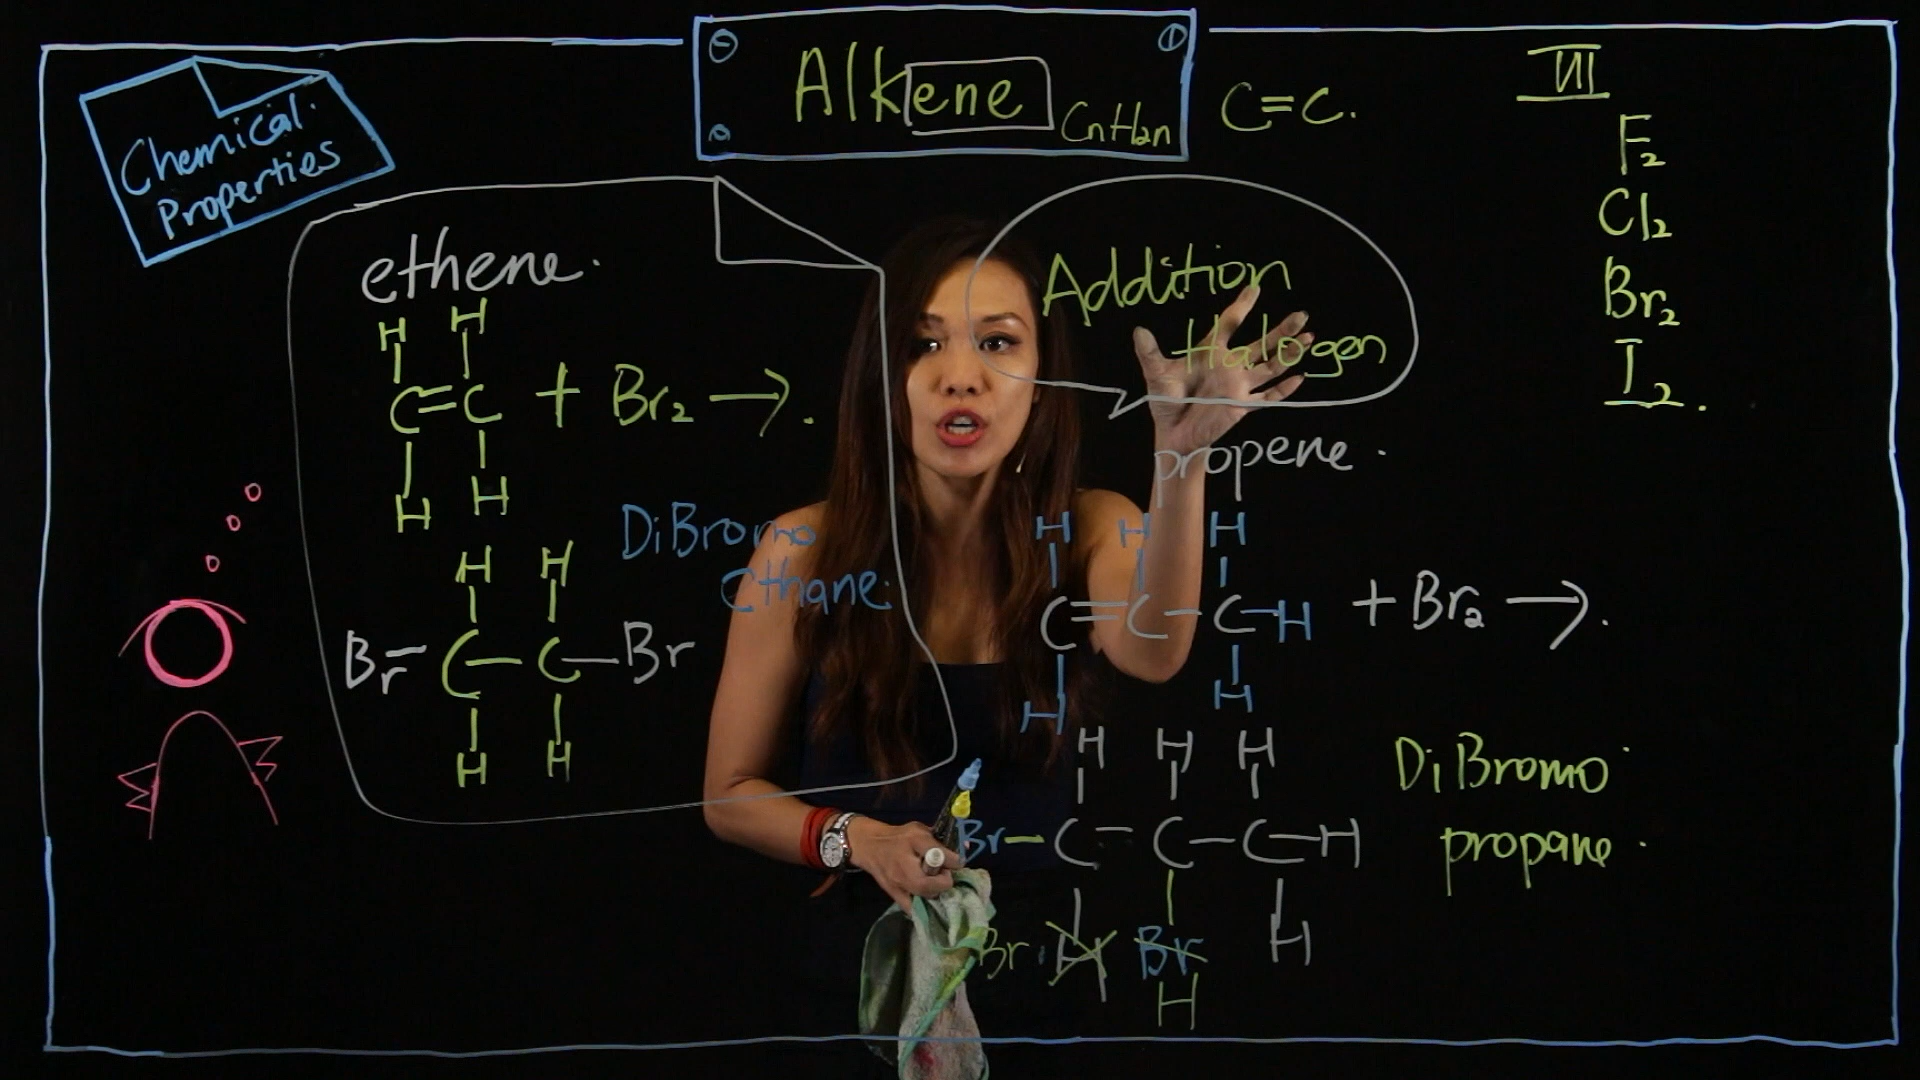 Chemical
Properties
Alkene CnH2n C=C.
VII
F2
Cl2
Br2
I2.
ethene.
H H
C=C + Br2 →.
H H
DiBromo
Ethane.
H H
Br-C-C-Br
H H
Addition
Halogen
propene.
H H H
C=C-C-H + Br2 →.
H H
H H H
Br-C-C-C-H
Br. H Br H
H
DiBromo
propane.